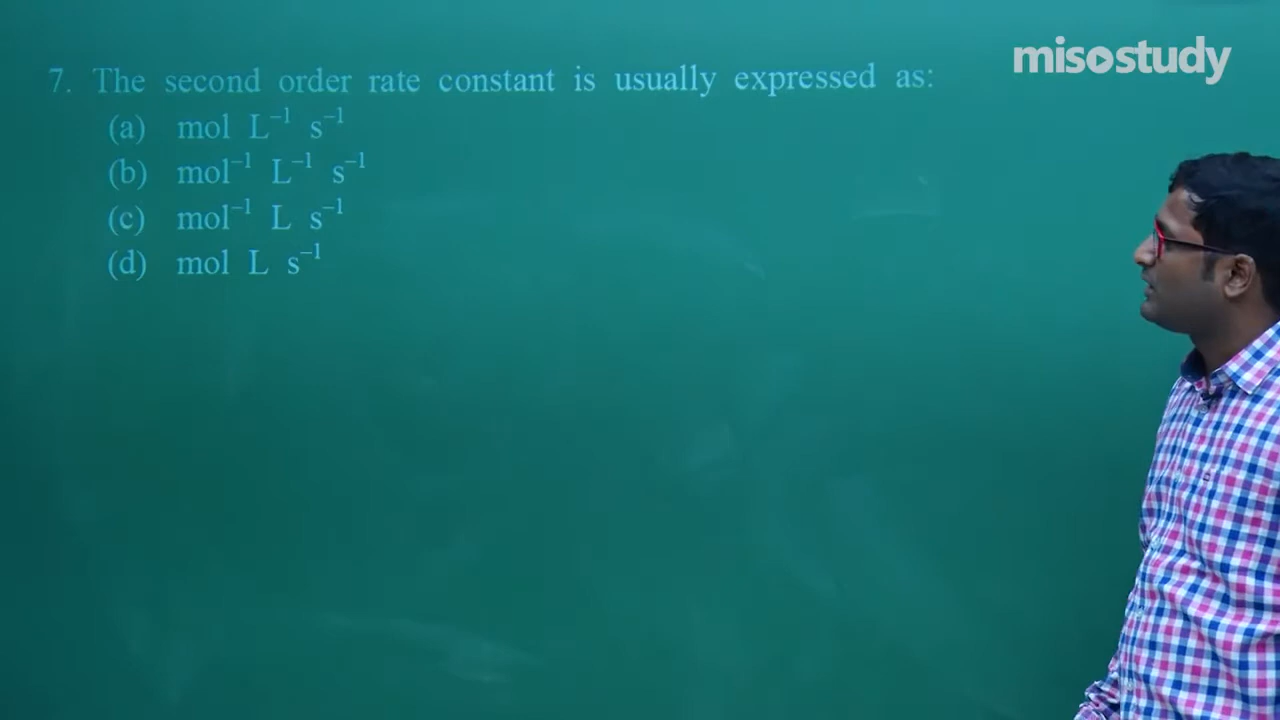 misostudy
7. The second order rate constant is usually expressed as:
(a) mol L⁻¹ s⁻¹
(b) mol⁻¹ L⁻¹ s⁻¹
(c) mol⁻¹ L s⁻¹
(d) mol L s⁻¹